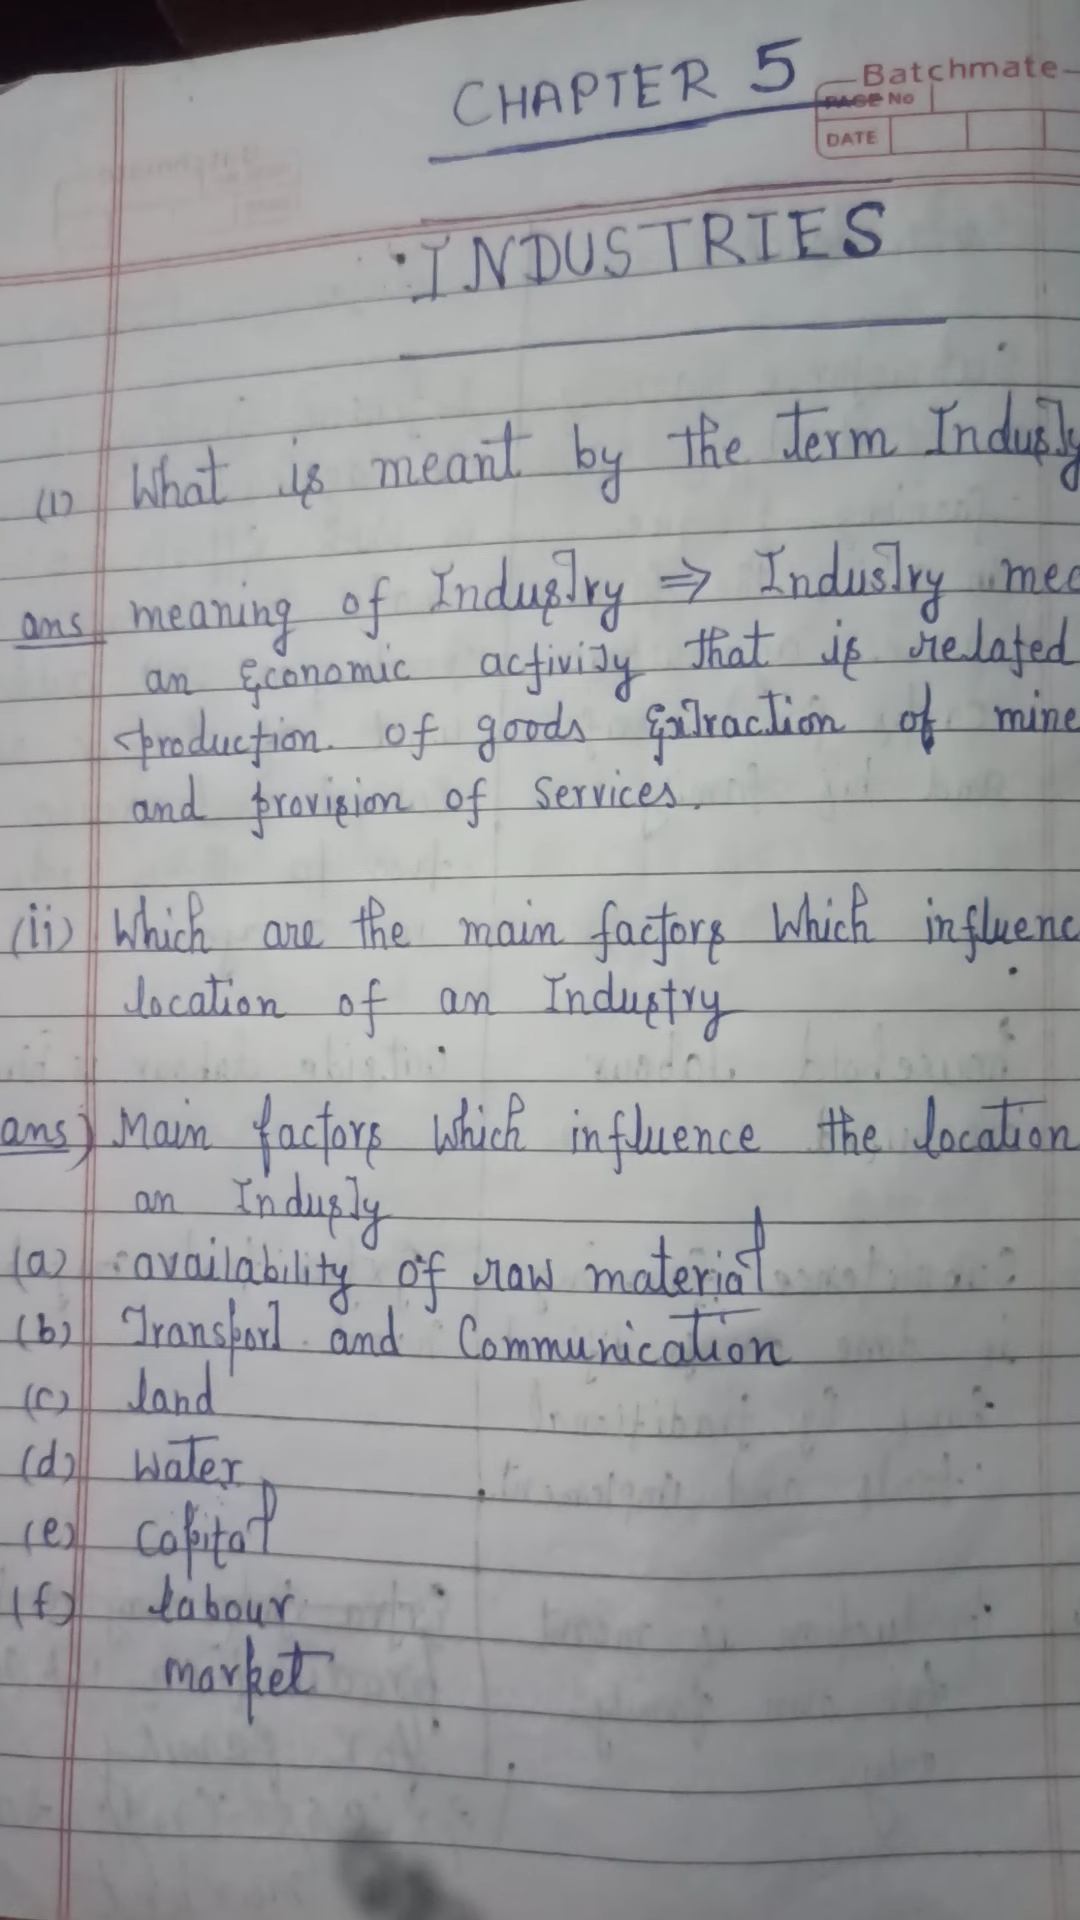 CHAPTER 5
Batchmate
PAGE No
DATE
INDUSTRIES
(1) What is meant by the term Industy
ans meaning of Industry ⇒ Industry mea
an Economic activity that is related
production of goods Extraction of mine
and provision of Services.
(ii) Which are the main factors Which influenc
location of an Industry
ans) Main factors Which influence the location
an Industy
(a) availability of raw material
(b) Transport and Communication
(c) land
(d) water
(e) Capital
(f) labour
market